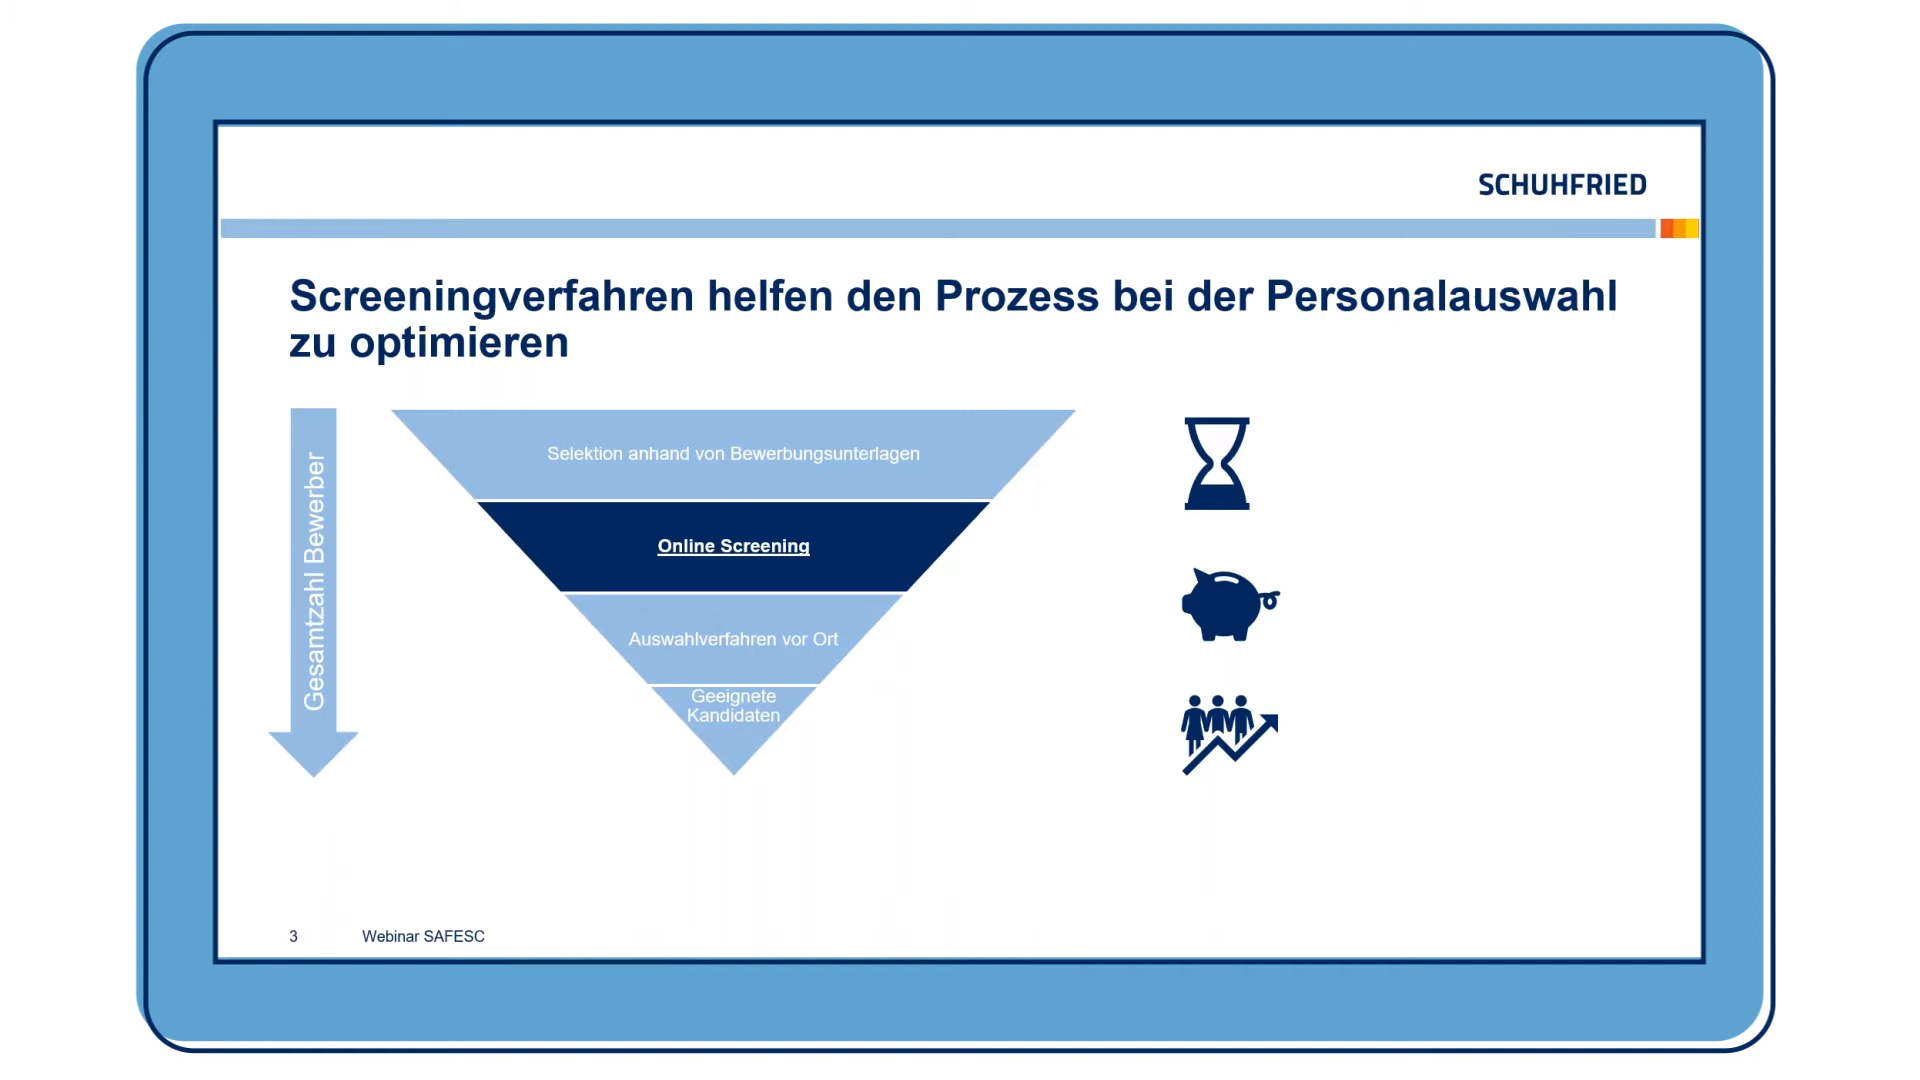 SCHUHFRIED
Screeningverfahren helfen den Prozess bei der Personalauswahl
zu optimieren
Gesamtzahl Bewerber
Selektion anhand von Bewerbungsunterlagen
Online Screening
Auswahlverfahren vor Ort
Geeignete
Kandidaten
3 Webinar SAFESC